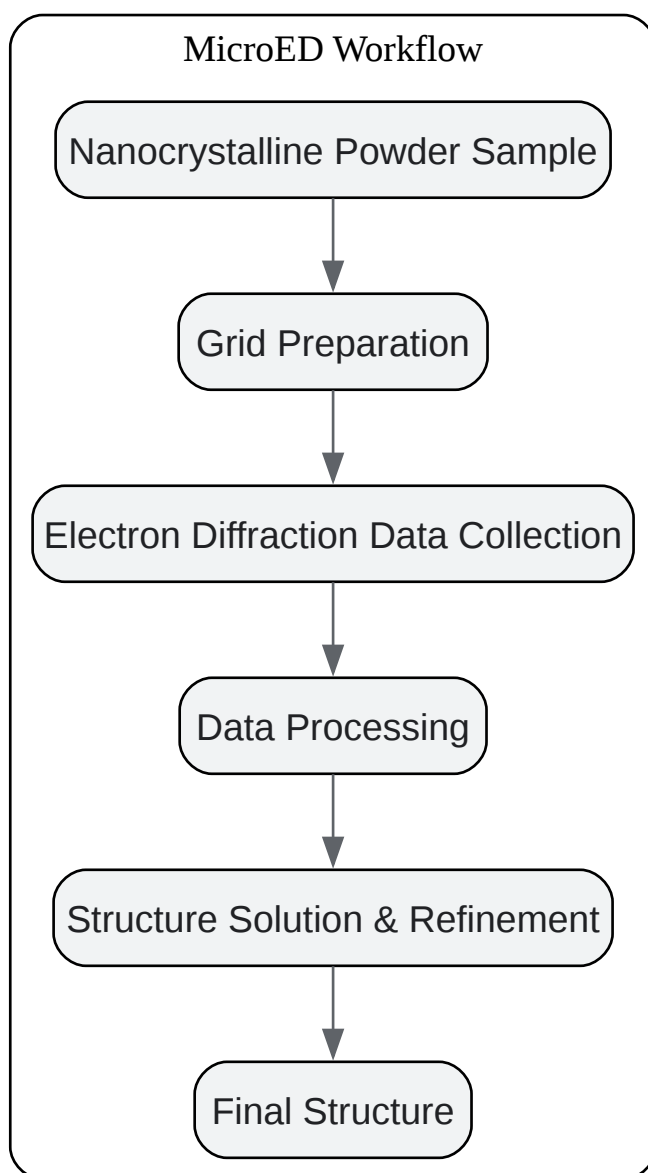 MicroED Workflow
Nanocrystalline Powder Sample
Grid Preparation
Electron Diffraction Data Collection
Data Processing
Structure Solution & Refinement
Final Structure